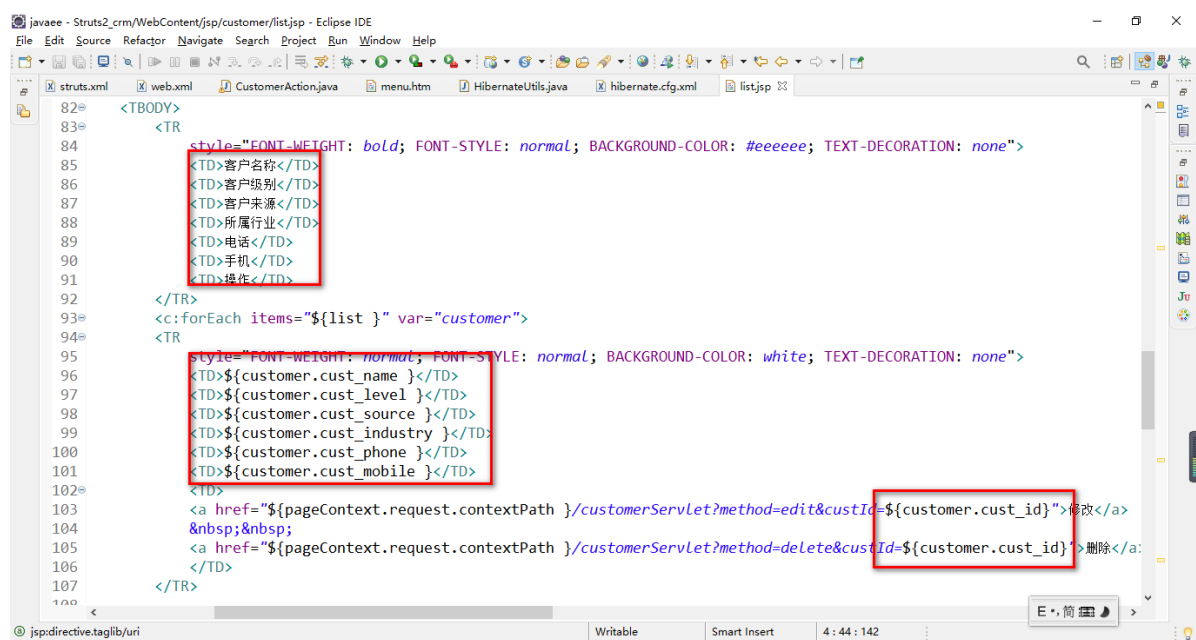 javaee - Struts2_crm/WebContent/jsp/customer/list.jsp - Eclipse IDE
File Edit Source Refactor Navigate Search Project Run Window Help
struts.xml web.xml CustomerAction.java menu.htm HibernateUtils.java hibernate.cfg.xml list.jsp
82 <TBODY>
83 <TR
84 style="FONT-WEIGHT: bold; FONT-STYLE: normal; BACKGROUND-COLOR: #eeeeee; TEXT-DECORATION: none">
85 <TD>客户名称</TD>
86 <TD>客户级别</TD>
87 <TD>客户来源</TD>
88 <TD>所属行业</TD>
89 <TD>电话</TD>
90 <TD>手机</TD>
91 <TD>操作</TD>
92 </TR>
93 <c:forEach items="${list }" var="customer">
94 <TR
95 style="FONT-WEIGHT: normal; FONT-STYLE: normal; BACKGROUND-COLOR: white; TEXT-DECORATION: none">
96 <TD>${customer.cust_name }</TD>
97 <TD>${customer.cust_level }</TD>
98 <TD>${customer.cust_source }</TD>
99 <TD>${customer.cust_industry }</TD>
100 <TD>${customer.cust_phone }</TD>
101 <TD>${customer.cust_mobile }</TD>
102 <TD>
103 <a href="${pageContext.request.contextPath }/customerServlet?method=edit&custId=${customer.cust_id}">修改</a>
104 &nbsp;&nbsp;
105 <a href="${pageContext.request.contextPath }/customerServlet?method=delete&custId=${customer.cust_id}">删除</a>
106 </TD>
107 </TR>
108
E 简
jsp:directive.taglib/uri Writable Smart Insert 4 : 44 : 142